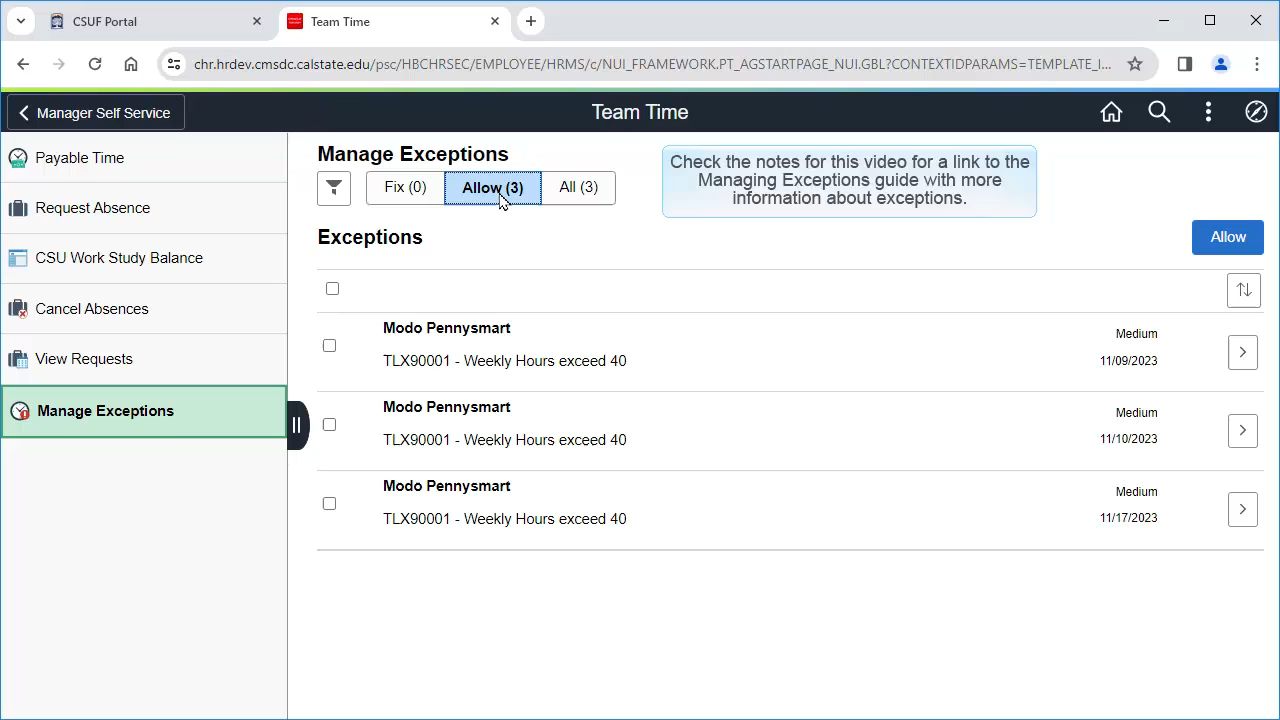 CSUF Portal
Team Time
chr.hrdev.cmsdc.calstate.edu/psc/HBCHRSEC/EMPLOYEE/HRMS/c/NUI_FRAMEWORK.PT_AGSTARTPAGE_NUI.GBL?CONTEXTIDPARAMS=TEMPLATE_I...
Manager Self Service
Team Time
Payable Time
Request Absence
CSU Work Study Balance
Cancel Absences
View Requests
Manage Exceptions
Manage Exceptions
Fix (0)
Allow (3)
All (3)
Check the notes for this video for a link to the
Managing Exceptions guide with more
information about exceptions.
Exceptions
Allow
Modo Pennysmart
Medium
TLX90001 - Weekly Hours exceed 40
11/09/2023
Modo Pennysmart
Medium
TLX90001 - Weekly Hours exceed 40
11/10/2023
Modo Pennysmart
Medium
TLX90001 - Weekly Hours exceed 40
11/17/2023